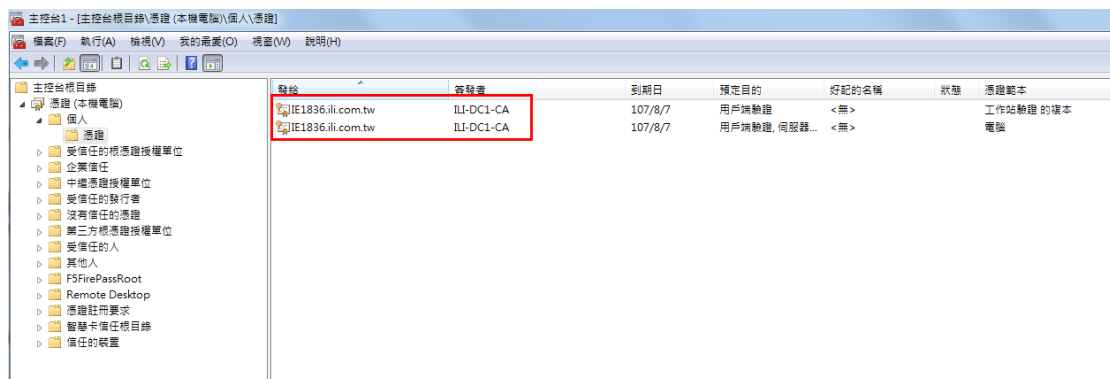 主控台1 - [主控台根目錄\憑證 (本機電腦)\個人\憑證]
檔案(F) 執行(A) 檢視(V) 我的最愛(O) 視窗(W) 說明(H)
主控台根目錄
憑證 (本機電腦)
個人
憑證
受信任的根憑證授權單位
企業信任
中繼憑證授權單位
受信任的發行者
沒有信任的憑證
第三方根憑證授權單位
受信任的人
其他人
F5FirePassRoot
Remote Desktop
憑證註冊要求
智慧卡信任根目錄
信任的裝置
發給 簽發者 到期日 預定目的 好記的名稱 狀態 憑證範本
IE1836.ili.com.tw ILI-DC1-CA 107/8/7 用戶端驗證 <無> 工作站驗證 的複本
IE1836.ili.com.tw ILI-DC1-CA 107/8/7 用戶端驗證, 伺服器... <無> 電腦